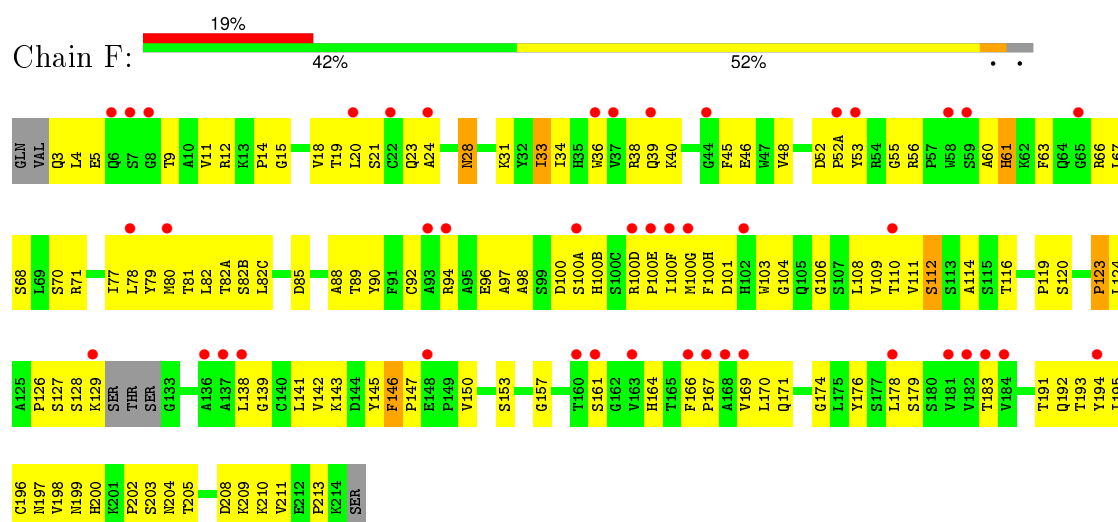 19%
Chain F:
42% 52% • •
GLN VAL Q3 L4 E5 Q6 S7 G8 T9 A10 V11 R12 K13 P14 G15 V18 T19 L20 S21 C22 Q23 A24 N28 K31 Y32 I33 I34 H35 W36 V37 R38 Q39 K40 G44 F45 E46 W47 V48 D52 P52A Y53 R54 G55 R56 P57 W58 S59 A60 H61 K62 F63 Q64 G65 R66 L67
S68 L69 S70 R71 I77 L78 Y79 M80 T81 L82 T82A S82B L82C D85 A88 T89 Y90 F91 C92 A93 R94 A95 E96 A97 A98 S99 D100 S100A H100B S100C R100D P100E I100F M100G F100H D101 H102 W103 G104 Q105 G106 S107 L108 V109 T110 V111 S112 S113 A114 S115 T116 P119 S120 P123 L124
A125 P126 S127 S128 K129 SER THR SER G133 A136 A137 L138 G139 C140 L141 V142 K143 D144 Y145 F146 P147 E148 P149 V150 S153 G157 T160 S161 G162 V163 H164 T165 F166 P167 A168 V169 L170 Q171 G174 L175 Y176 S177 L178 S179 S180 V181 V182 T183 V184 T191 Q192 T193 Y194 I195
C196 N197 V198 N199 H200 K201 P202 S203 N204 T205 D208 K209 K210 V211 E212 P213 K214 SER